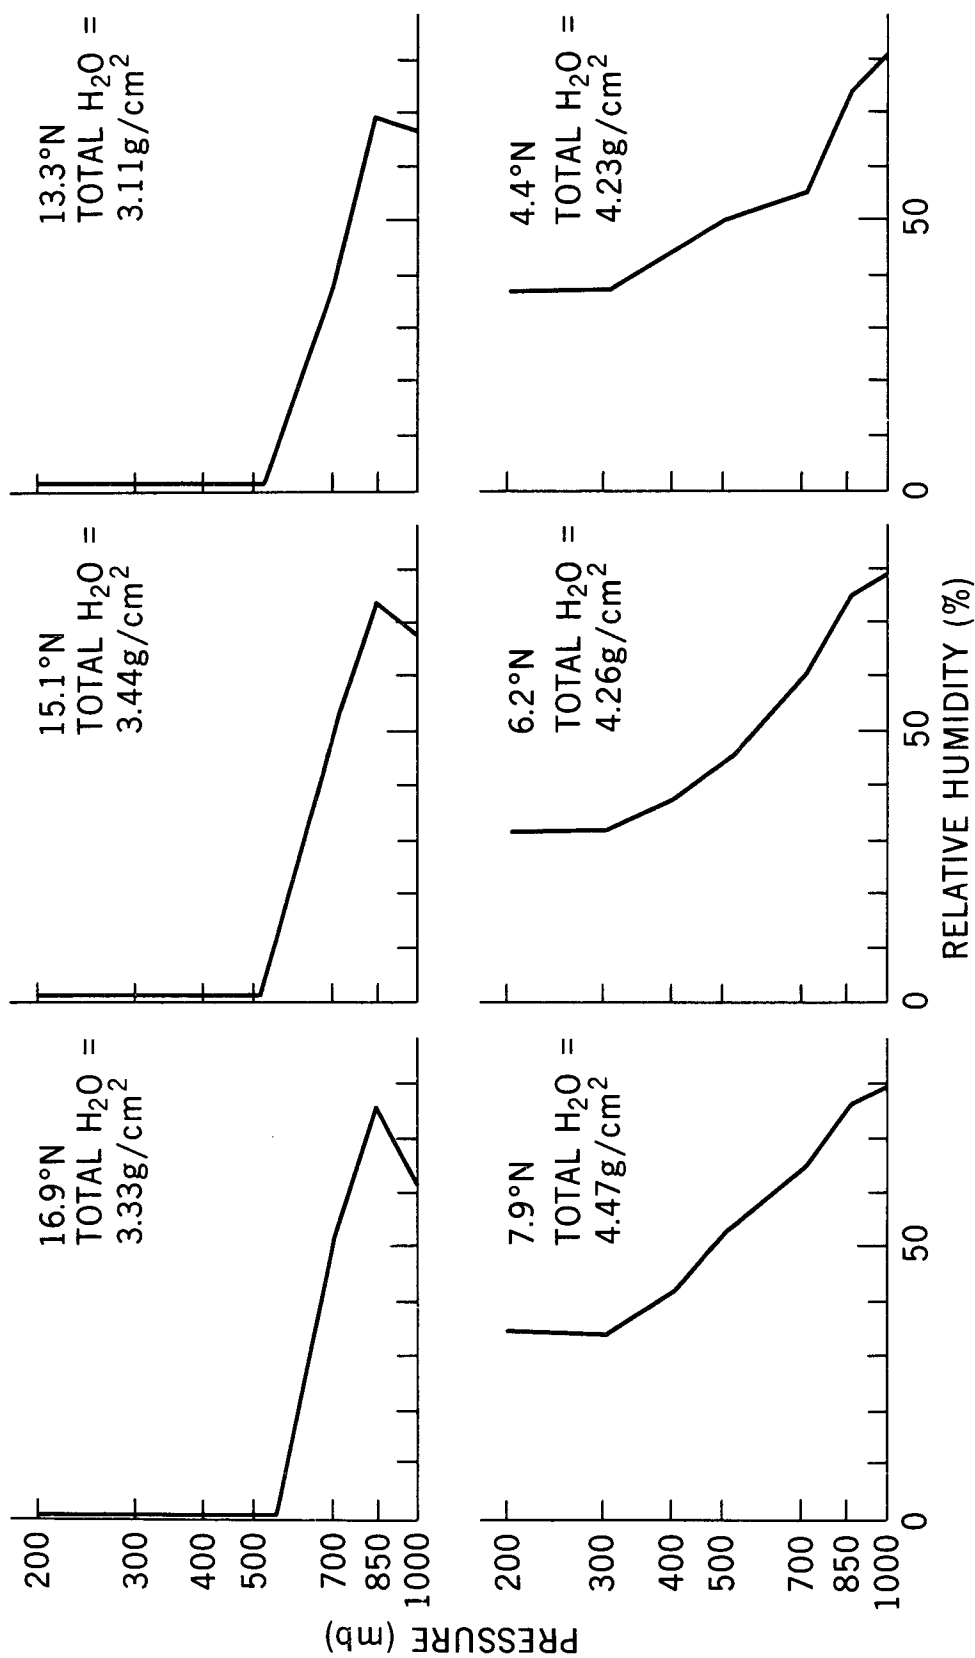 PRESSURE (mb)
200
300
400
500
700
850
1000
16.9°N
TOTAL H₂O =
3.33g/cm²
15.1°N
TOTAL H₂O =
3.44g/cm²
13.3°N
TOTAL H₂O =
3.11g/cm²
200
300
400
500
700
850
1000
7.9°N
TOTAL H₂O =
4.47g/cm²
6.2°N
TOTAL H₂O =
4.26g/cm²
4.4°N
TOTAL H₂O =
4.23g/cm²
0
50
0
50
0
50
RELATIVE HUMIDITY (%)